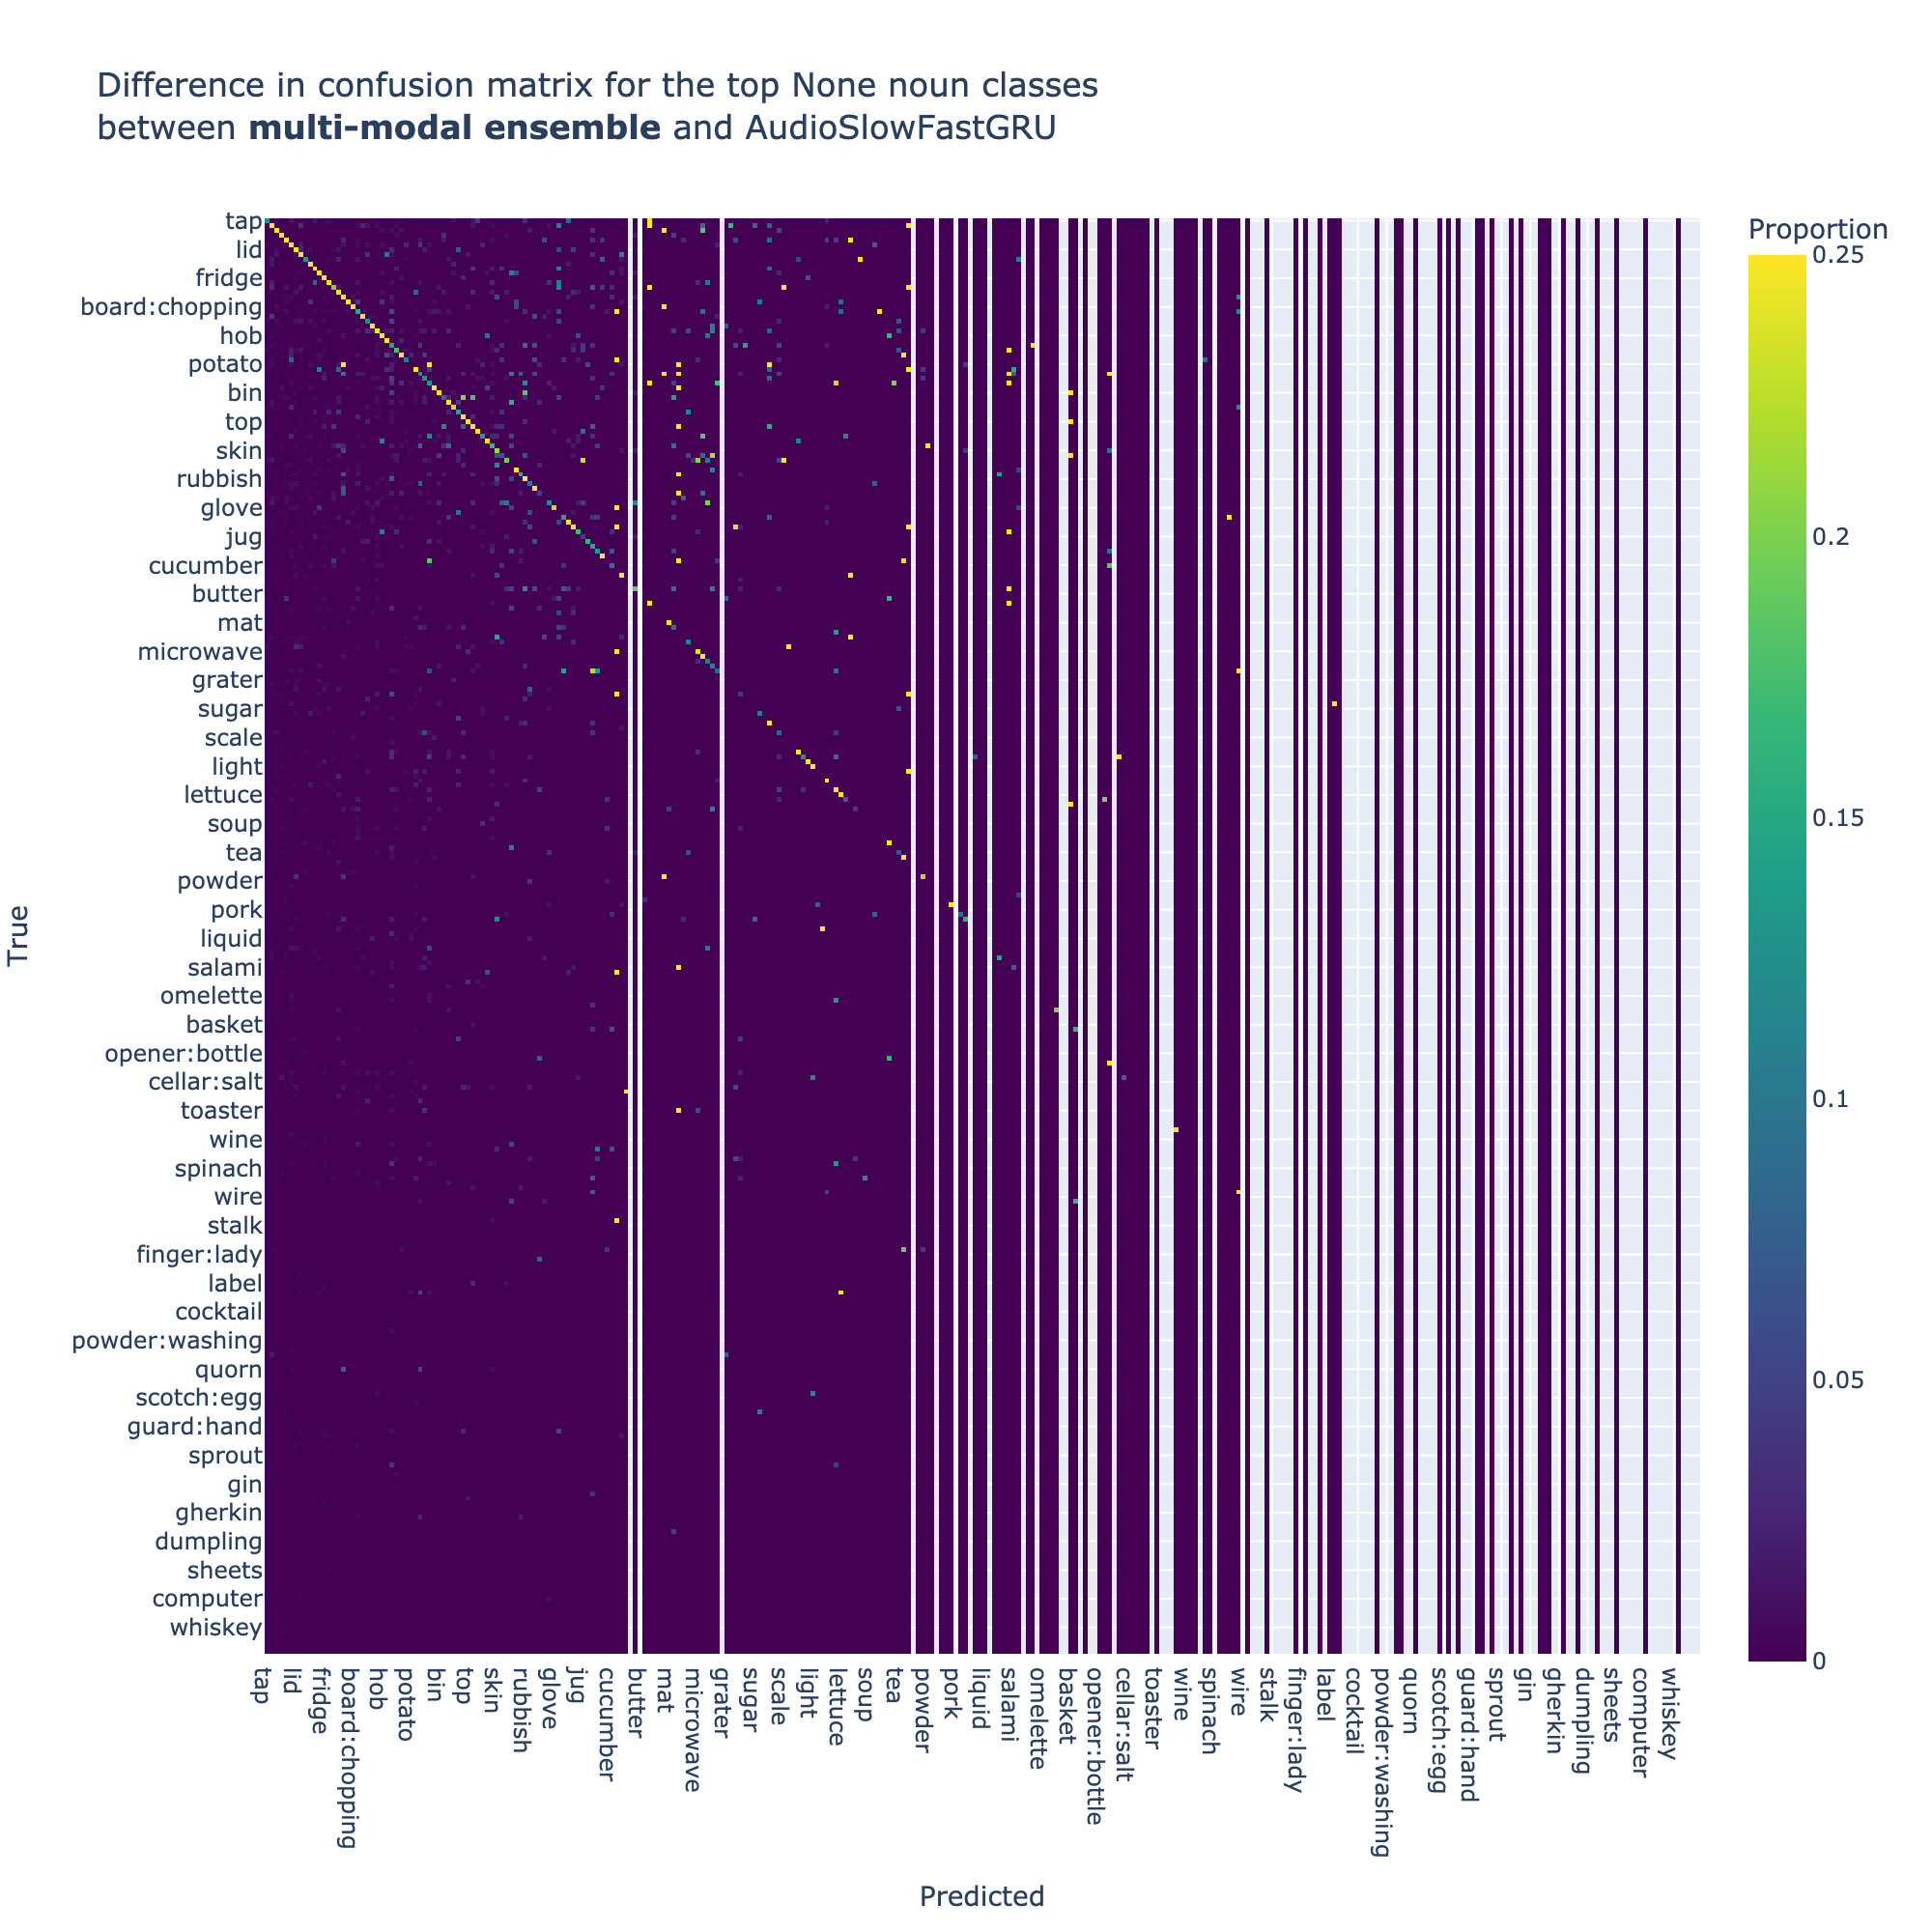 Difference in confusion matrix for the top None noun classes
between multi-modal ensemble and AudioSlowFastGRU
Proportion
0.25
0.2
0.15
0.1
0.05
0
True
tap
lid
fridge
board:chopping
hob
potato
bin
top
skin
rubbish
glove
jug
cucumber
butter
mat
microwave
grater
sugar
scale
light
lettuce
soup
tea
powder
pork
liquid
salami
omelette
basket
opener:bottle
cellar:salt
toaster
wine
spinach
wire
stalk
finger:lady
label
cocktail
powder:washing
quorn
scotch:egg
guard:hand
sprout
gin
gherkin
dumpling
sheets
computer
whiskey
tap
lid
fridge
board:chopping
hob
potato
bin
top
skin
rubbish
glove
jug
cucumber
butter
mat
microwave
grater
sugar
scale
light
lettuce
soup
tea
powder
pork
liquid
salami
omelette
basket
opener:bottle
cellar:salt
toaster
wine
spinach
wire
stalk
finger:lady
label
cocktail
powder:washing
quorn
scotch:egg
guard:hand
sprout
gin
gherkin
dumpling
sheets
computer
whiskey
Predicted